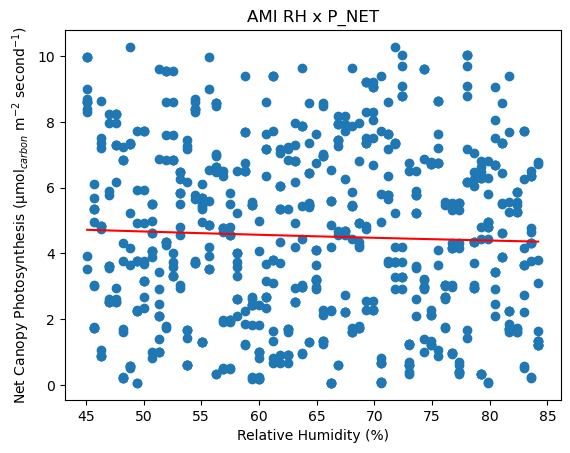 AMI RH x P_NET
Net Canopy Photosynthesis (μmol$_{carbon}$ m$^{-2}$ second$^{-1}$)
10
8
6
4
2
0
45 50 55 60 65 70 75 80 85
Relative Humidity (%)